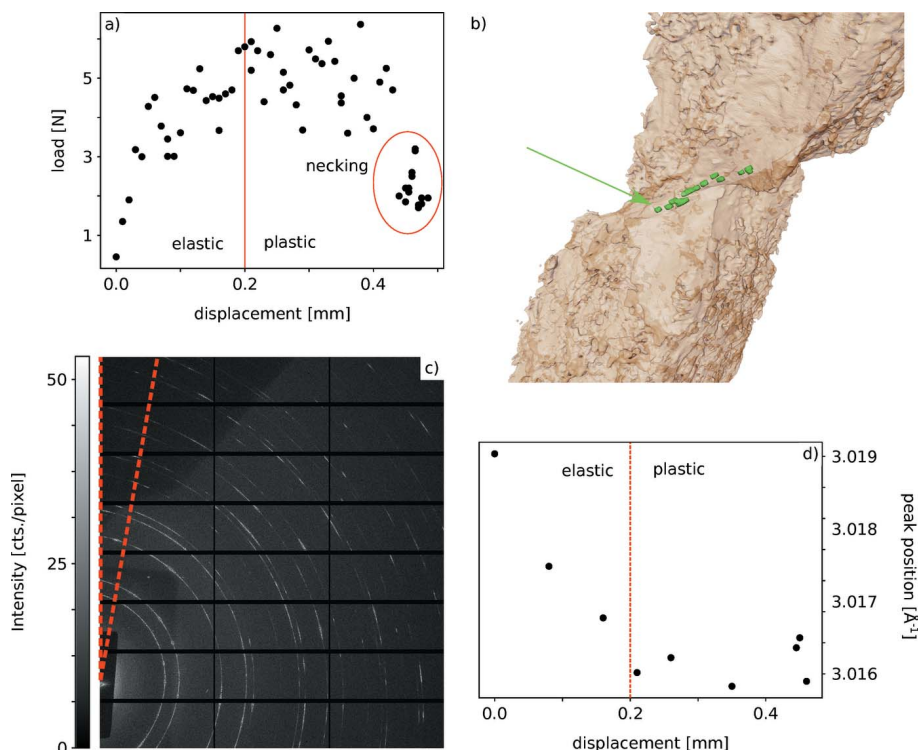 a)
load [N]
5
3
1
necking
elastic
plastic
0.0
0.2
0.4
displacement [mm]
b)
c)
Intensity [cts./pixel]
50
25
0
d)
elastic
plastic
3.019
3.018
3.017
3.016
peak position [Å⁻¹]
0.0
0.2
0.4
displacement [mm]